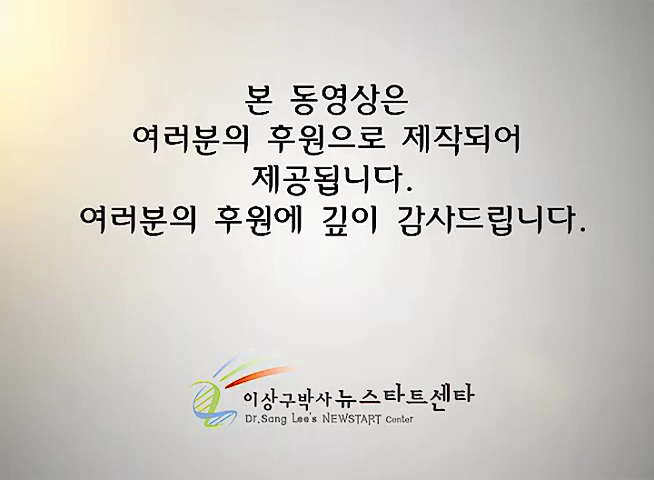 본 동영상은
여러분의 후원으로 제작되어
제공됩니다.
여러분의 후원에 깊이 감사드립니다.
이상구박사 뉴스타트센타
Dr.Sang Lee's NEWSTART Center